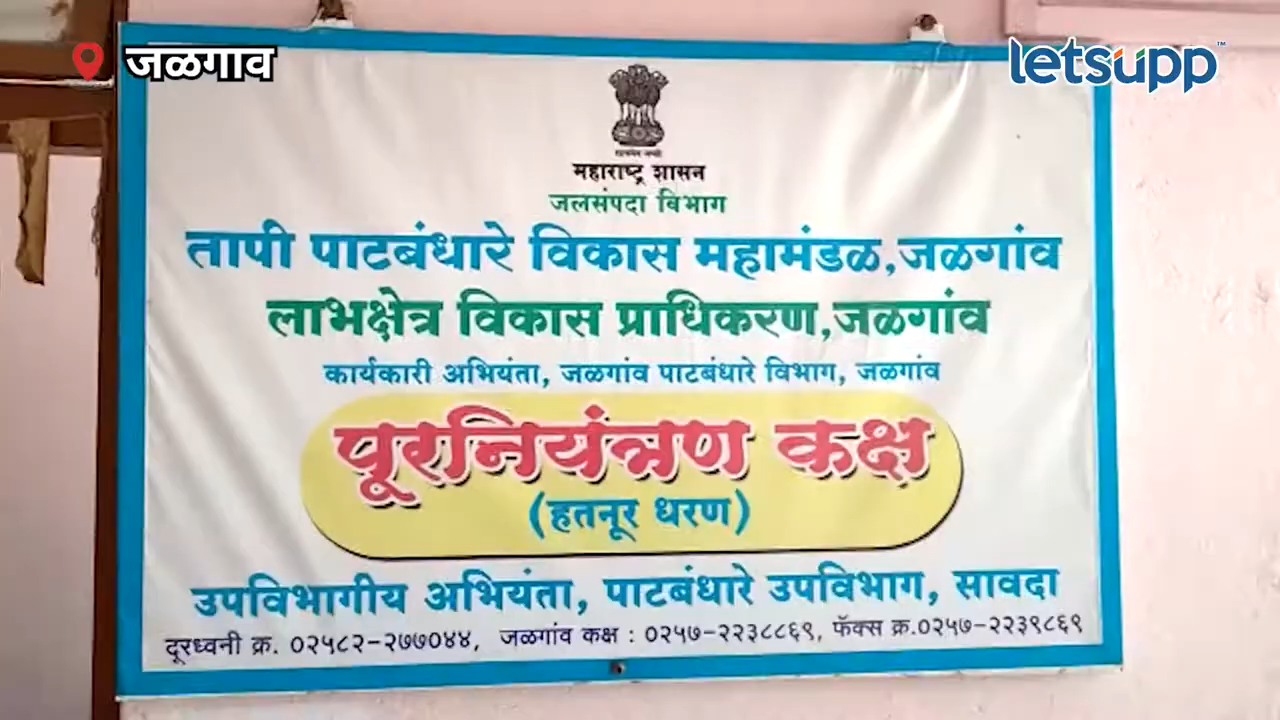 जळगाव
letsupp™
महाराष्ट्र शासन
जलसंपदा विभाग
तापी पाटबंधारे विकास महामंडळ,जळगांव
लाभक्षेत्र विकास प्राधिकरण,जळगांव
कार्यकारी अभियंता, जळगांव पाटबंधारे विभाग, जळगांव
पूरनियंत्रण कक्ष
(हतनूर धरण)
उपविभागीय अभियंता, पाटबंधारे उपविभाग, सावदा
दूरध्वनी क्र. ०२५८२-२७७०४४, जळगांव कक्ष : ०२५७-२२३८८६९, फॅक्स क्र.०२५७-२२३९८६९